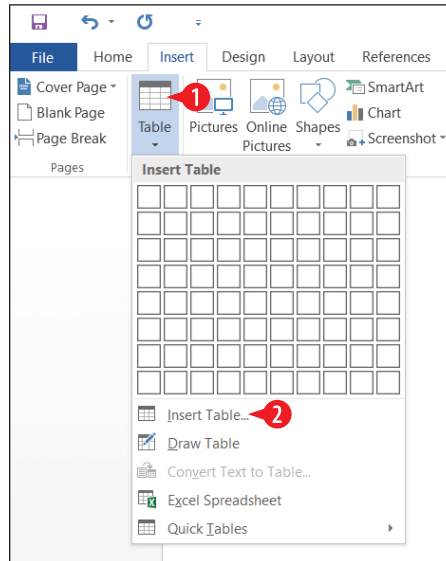 File Home Insert Design Layout References
Cover Page
Blank Page
Page Break
Pages
Table
1
Pictures
Online
Pictures
Shapes
SmartArt
Chart
Screenshot
Insert Table
Insert Table... 2
Draw Table
Convert Text to Table...
Excel Spreadsheet
Quick Tables